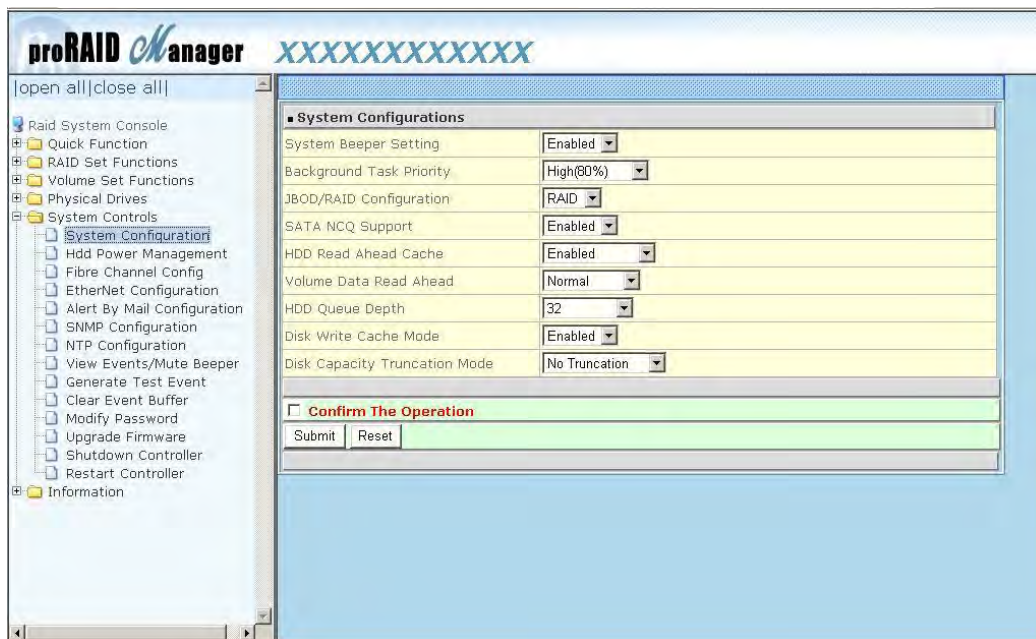 proRAID Manager XXXXXXXXXXXX
|open all|close all|
Raid System Console
Quick Function
RAID Set Functions
Volume Set Functions
Physical Drives
System Controls
System Configuration
Hdd Power Management
Fibre Channel Config
EtherNet Configuration
Alert By Mail Configuration
SNMP Configuration
NTP Configuration
View Events/Mute Beeper
Generate Test Event
Clear Event Buffer
Modify Password
Upgrade Firmware
Shutdown Controller
Restart Controller
Information
System Configurations
System Beeper Setting Enabled
Background Task Priority High(80%)
JBOD/RAID Configuration RAID
SATA NCQ Support Enabled
HDD Read Ahead Cache Enabled
Volume Data Read Ahead Normal
HDD Queue Depth 32
Disk Write Cache Mode Enabled
Disk Capacity Truncation Mode No Truncation
Confirm The Operation
Submit Reset